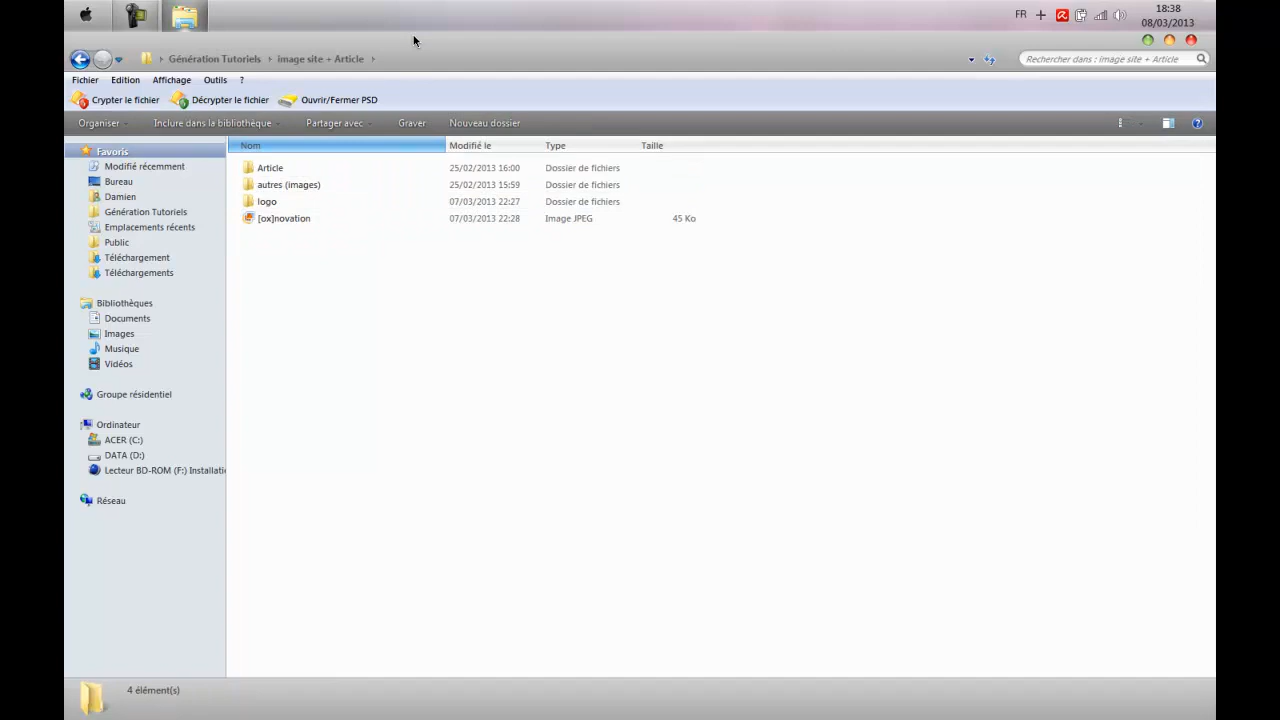 FR
18:38
08/03/2013
Génération Tutoriels
image site + Article
Rechercher dans : image site + Article
Fichier Edition Affichage Outils ?
Crypter le fichier Décrypter le fichier Ouvrir/Fermer PSD
Organiser Inclure dans la bibliothèque Partager avec Graver Nouveau dossier
Favoris
Modifié récemment
Bureau
Damien
Génération Tutoriels
Emplacements récents
Public
Téléchargement
Téléchargements
Bibliothèques
Documents
Images
Musique
Vidéos
Groupe résidentiel
Ordinateur
ACER (C:)
DATA (D:)
Lecteur BD-ROM (F:) Installati
Réseau
Nom Modifié le Type Taille
Article 25/02/2013 16:00 Dossier de fichiers
autres (images) 25/02/2013 15:59 Dossier de fichiers
logo 07/03/2013 22:27 Dossier de fichiers
[ox]novation 07/03/2013 22:28 Image JPEG 45 Ko
4 élément(s)